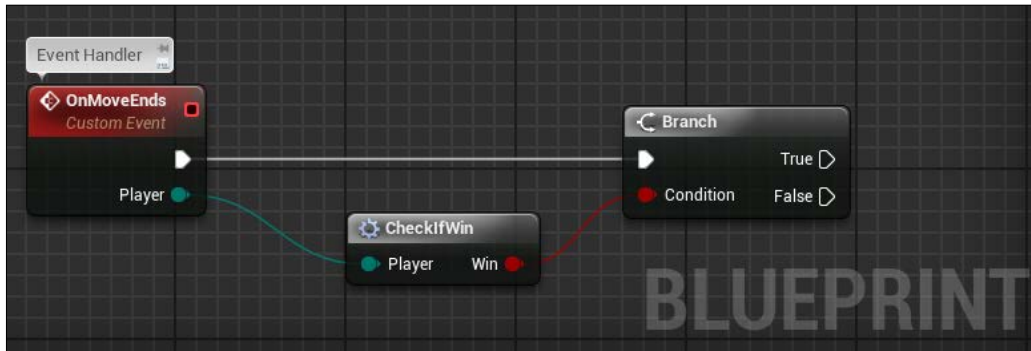 Event Handler
OnMoveEnds
Custom Event
Player
Branch
True
Condition
False
CheckIfWin
Player
Win
BLUEPRINT